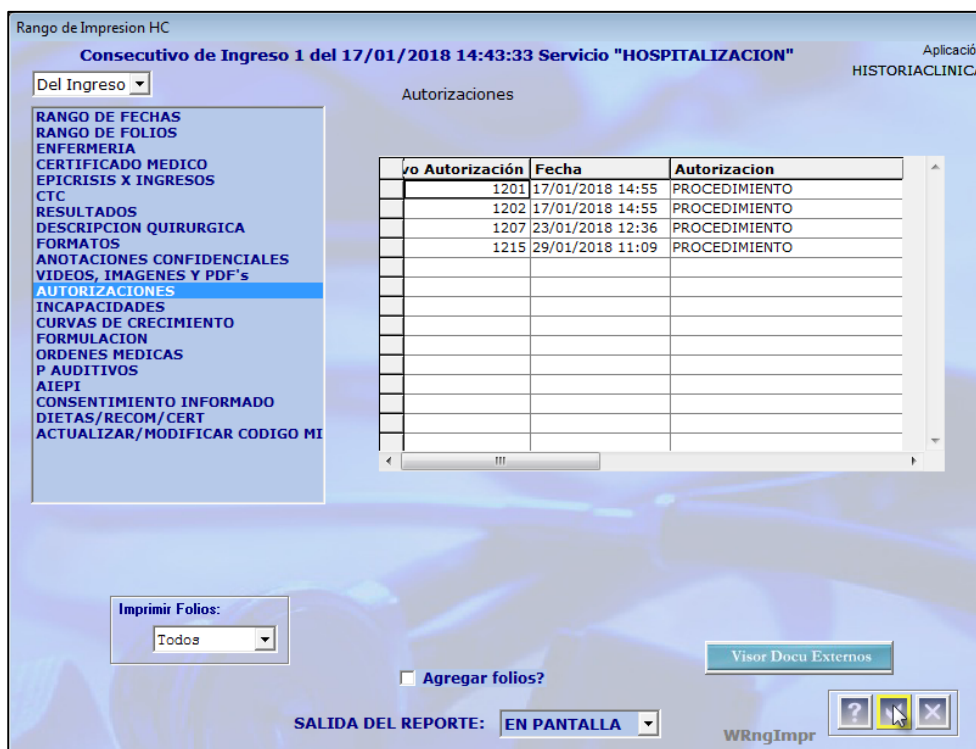 Rango de Impresion HC
Consecutivo de Ingreso 1 del 17/01/2018 14:43:33 Servicio "HOSPITALIZACION"
Aplicació
HISTORIACLINICA
Del Ingreso
Autorizaciones
RANGO DE FECHAS
RANGO DE FOLIOS
ENFERMERIA
CERTIFICADO MEDICO
EPICRISIS X INGRESOS
CTC
RESULTADOS
DESCRIPCION QUIRURGICA
FORMATOS
ANOTACIONES CONFIDENCIALES
VIDEOS, IMAGENES Y PDF's
AUTORIZACIONES
INCAPACIDADES
CURVAS DE CRECIMIENTO
FORMULACION
ORDENES MEDICAS
P AUDITIVOS
AIEPI
CONSENTIMIENTO INFORMADO
DIETAS/RECOM/CERT
ACTUALIZAR/MODIFICAR CODIGO MI
vo Autorización Fecha Autorizacion
1201 17/01/2018 14:55 PROCEDIMIENTO
1202 17/01/2018 14:55 PROCEDIMIENTO
1207 23/01/2018 12:36 PROCEDIMIENTO
1215 29/01/2018 11:09 PROCEDIMIENTO
Imprimir Folios:
Todos
Visor Docu Externos
Agregar folios?
SALIDA DEL REPORTE: EN PANTALLA
WRngImpr
?